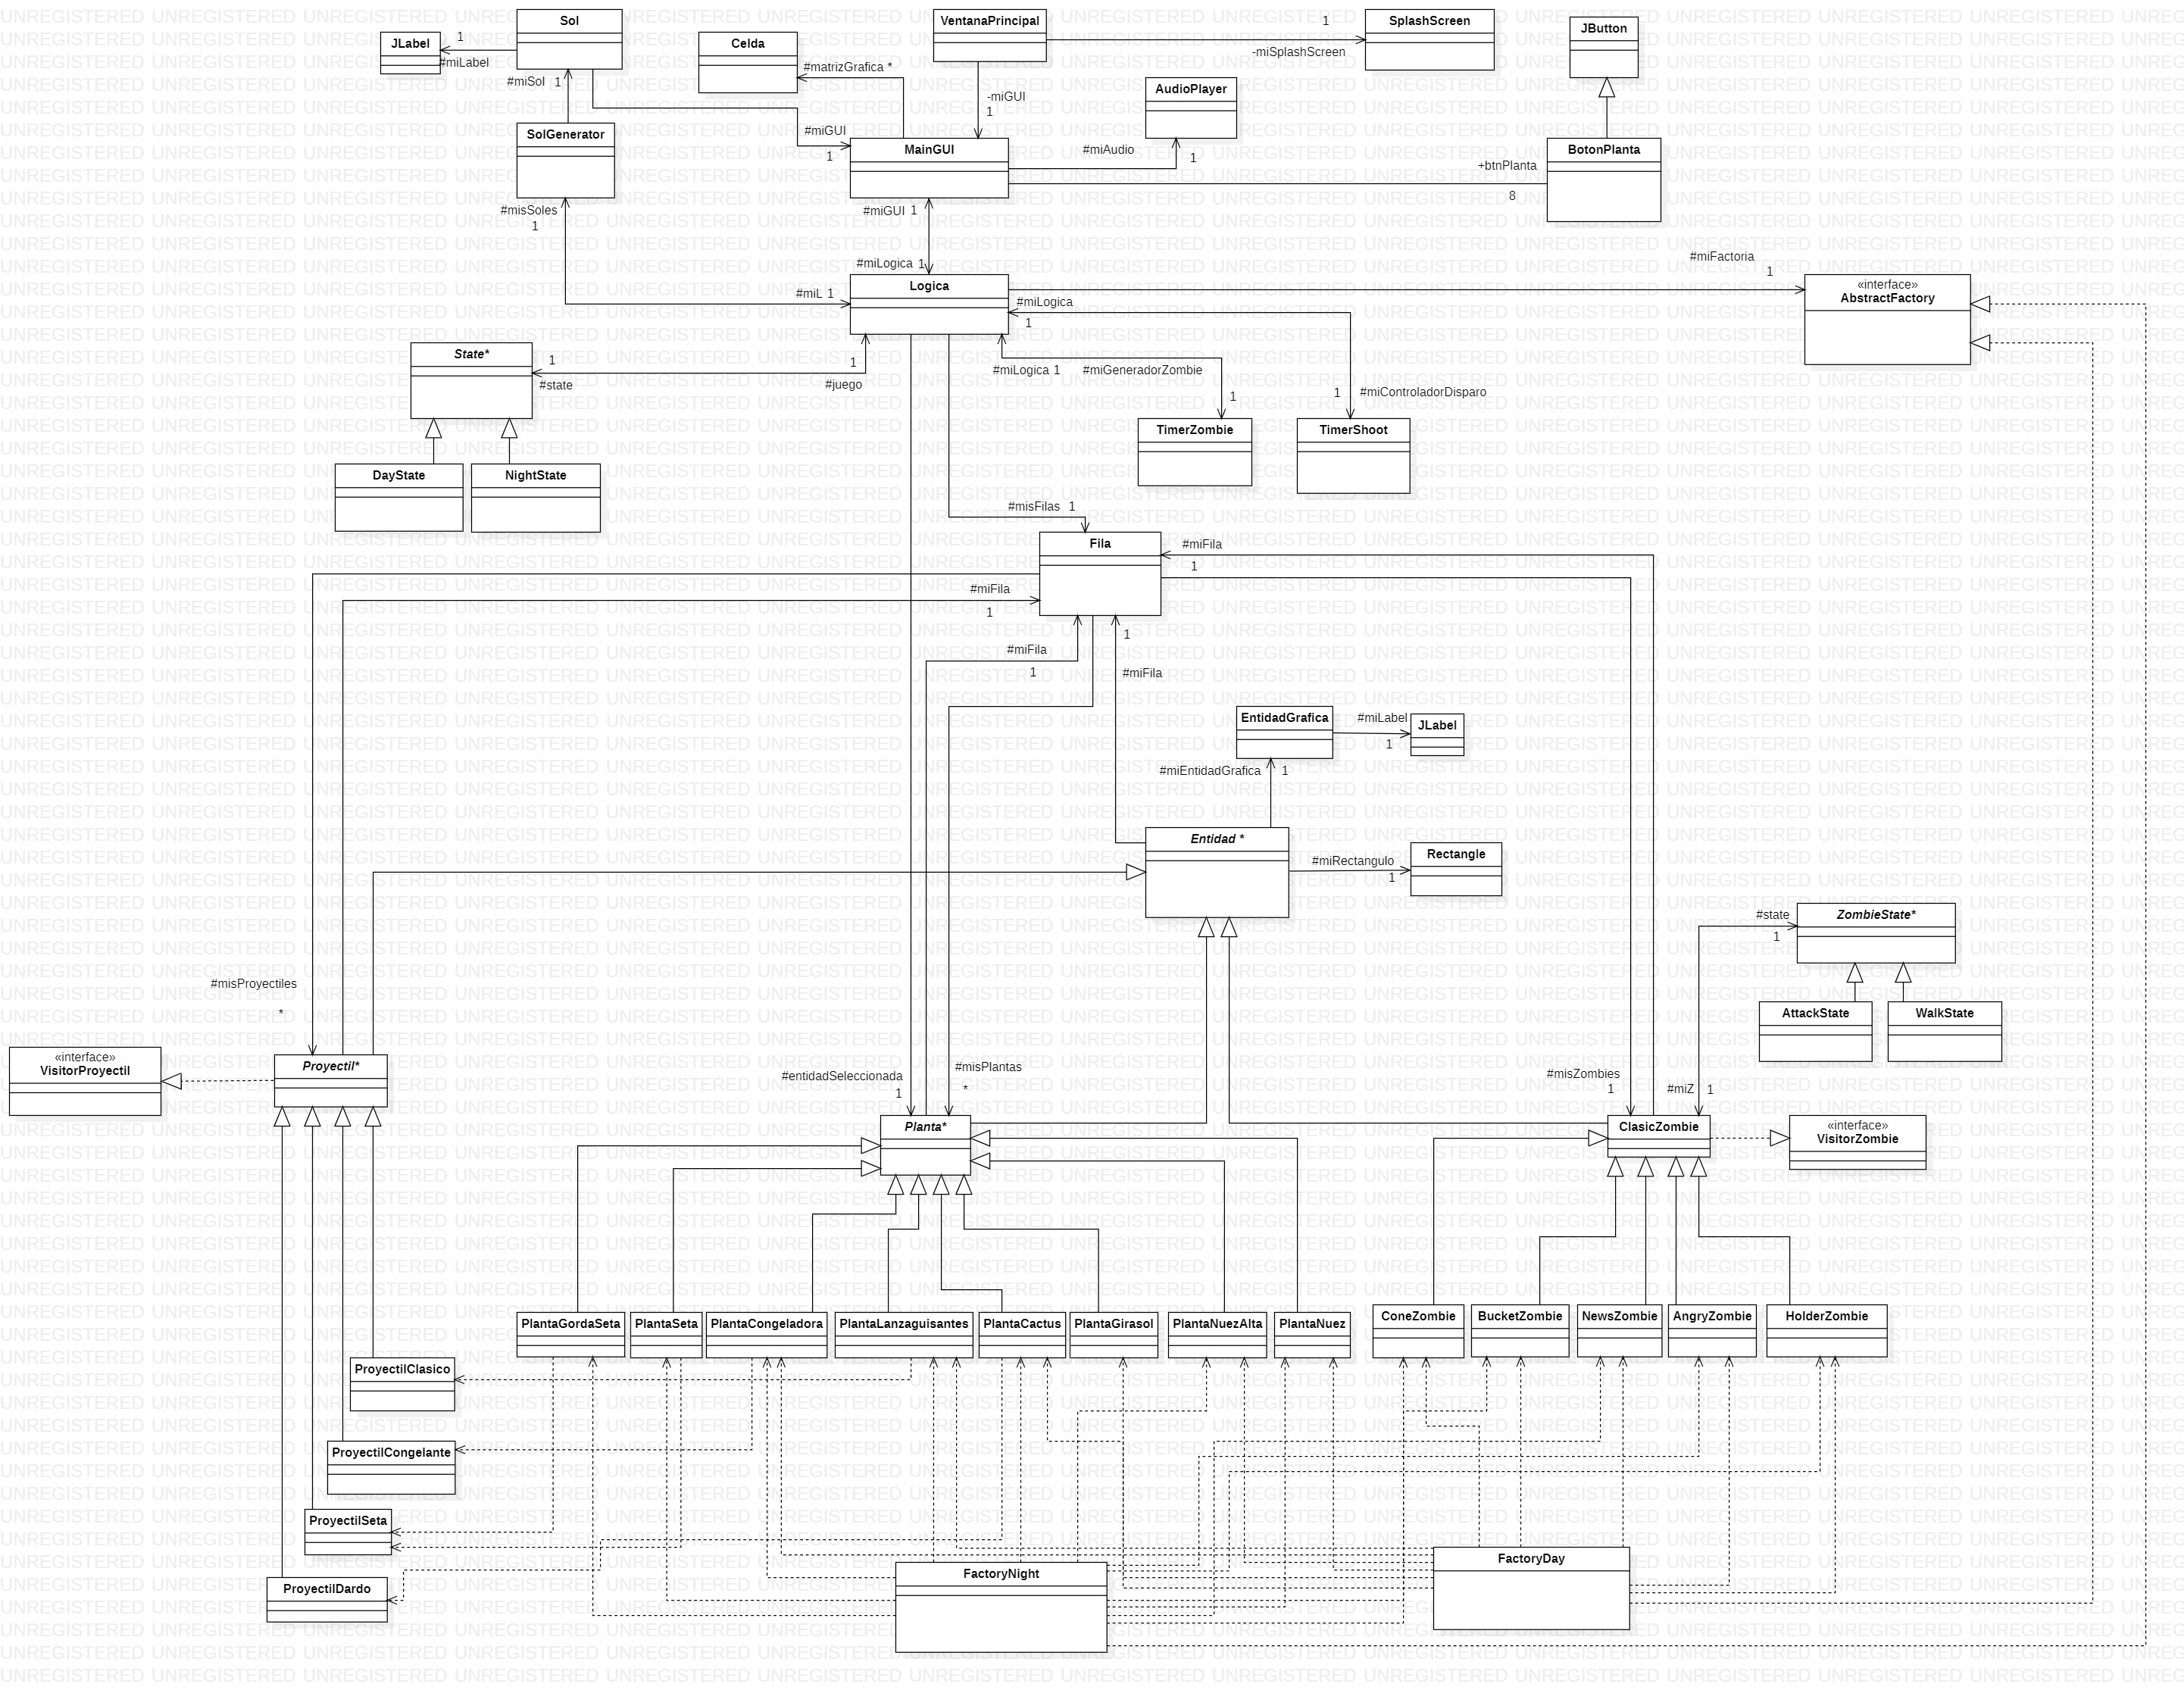 Sol
VentanaPrincipal
1
SplashScreen
JButton
1
JLabel
Celda
-miSplashScreen
#miLabel
#matrizGrafica *
#miSol 1
-miGUI
1
AudioPlayer
SolGenerator
#miGUI
1
MainGUI
#miAudio
1
BotonPlanta
+btnPlanta
8
#misSoles
1
#miGUI 1
#miLogica 1
#miFactoria
1
#miL 1
Logica
«interface»
AbstractFactory
#miLogica
1
State*
1
#state
1
#juego
#miLogica 1
#miGeneradorZombie
1
1
#miControladorDisparo
TimerZombie
TimerShoot
DayState
NightState
#misFilas 1
Fila
#miFila
1
#miFila
1
1
#miFila
1
#miFila
EntidadGrafica
#miLabel
1
JLabel
#miEntidadGrafica 1
Entidad *
#miRectangulo
1
Rectangle
#state
1
ZombieState*
#misProyectiles
*
AttackState
WalkState
«interface»
VisitorProyectil
Proyectil*
#entidadSeleccionada
1
#misPlantas
*
#misZombies
1
#miZ 1
Planta*
ClasicZombie
«interface»
VisitorZombie
PlantaGordaSeta
PlantaSeta
PlantaCongeladora
PlantaLanzaguisantes
PlantaCactus
PlantaGirasol
PlantaNuezAlta
PlantaNuez
ConeZombie
BucketZombie
NewsZombie
AngryZombie
HolderZombie
ProyectilClasico
ProyectilCongelante
ProyectilSeta
ProyectilDardo
FactoryNight
FactoryDay